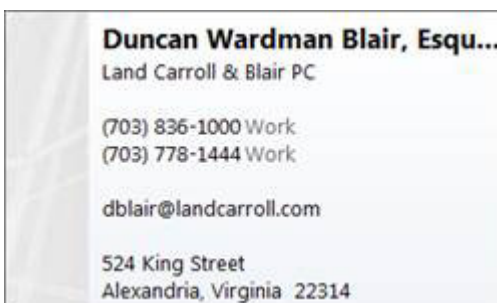 Duncan Wardman Blair, Esqu...
Land Carroll & Blair PC
(703) 836-1000 Work
(703) 778-1444 Work
dblair@landcarroll.com
524 King Street
Alexandria, Virginia 22314